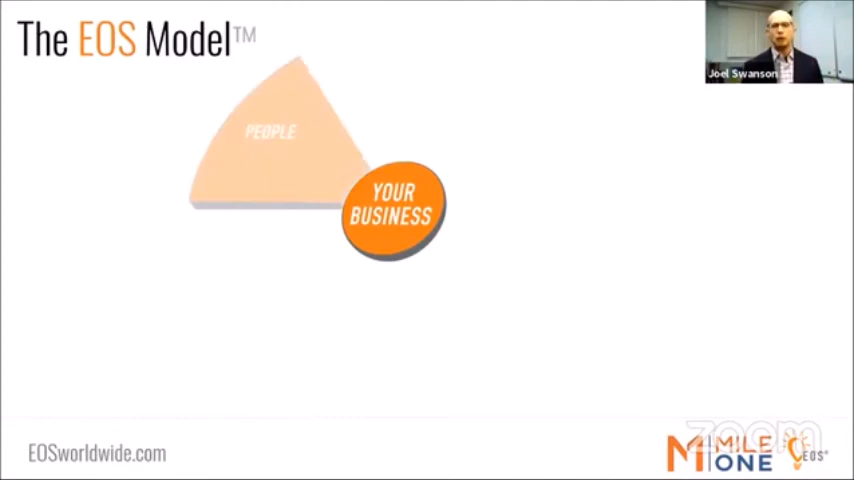 The EOS Model™
Joel Swanson
PEOPLE
YOUR
BUSINESS
EOSworldwide.com
zoom
MILE
ONE
EOS®